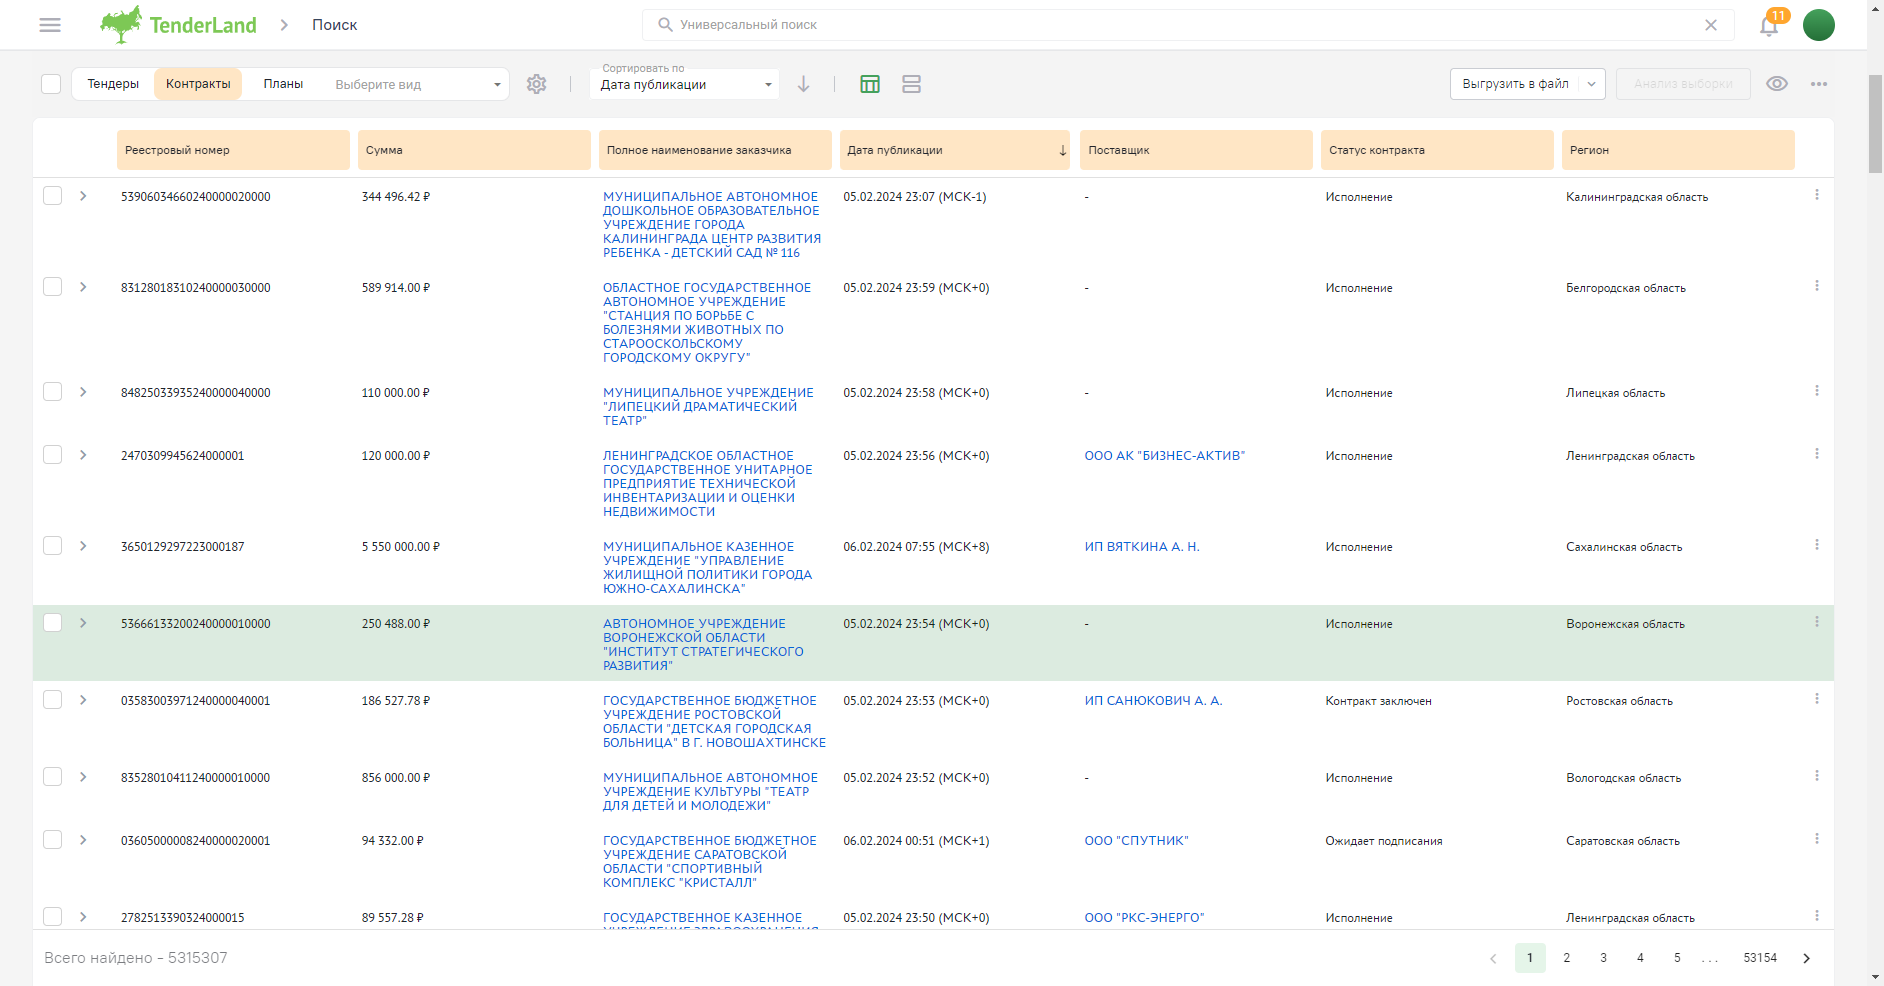 TenderLand
Поиск
Универсальный поиск
11
Тендеры
Контракты
Планы
Выберите вид
Сортировать по
Дата публикации
Выгрузить в файл
Анализ выборки
Реестровый номер
Сумма
Полное наименование заказчика
Дата публикации
Поставщик
Статус контракта
Регион
53906034660240000020000
344 496.42 ₽
МУНИЦИПАЛЬНОЕ АВТОНОМНОЕ
ДОШКОЛЬНОЕ ОБРАЗОВАТЕЛЬНОЕ
УЧРЕЖДЕНИЕ ГОРОДА
КАЛИНИНГРАДА ЦЕНТР РАЗВИТИЯ
РЕБЕНКА - ДЕТСКИЙ САД № 116
05.02.2024 23:07 (МСК-1)
-
Исполнение
Калининградская область
83128018310240000030000
589 914.00 ₽
ОБЛАСТНОЕ ГОСУДАРСТВЕННОЕ
АВТОНОМНОЕ УЧРЕЖДЕНИЕ
"СТАНЦИЯ ПО БОРЬБЕ С
БОЛЕЗНЯМИ ЖИВОТНЫХ ПО
СТАРООСКОЛЬСКОМУ
ГОРОДСКОМУ ОКРУГУ"
05.02.2024 23:59 (МСК+0)
-
Исполнение
Белгородская область
84825033935240000040000
110 000.00 ₽
МУНИЦИПАЛЬНОЕ УЧРЕЖДЕНИЕ
"ЛИПЕЦКИЙ ДРАМАТИЧЕСКИЙ
ТЕАТР"
05.02.2024 23:58 (МСК+0)
-
Исполнение
Липецкая область
2470309945624000001
120 000.00 ₽
ЛЕНИНГРАДСКОЕ ОБЛАСТНОЕ
ГОСУДАРСТВЕННОЕ УНИТАРНОЕ
ПРЕДПРИЯТИЕ ТЕХНИЧЕСКОЙ
ИНВЕНТАРИЗАЦИИ И ОЦЕНКИ
НЕДВИЖИМОСТИ
05.02.2024 23:56 (МСК+0)
ООО АК "БИЗНЕС-АКТИВ"
Исполнение
Ленинградская область
3650129297223000187
5 550 000.00 ₽
МУНИЦИПАЛЬНОЕ КАЗЕННОЕ
УЧРЕЖДЕНИЕ "УПРАВЛЕНИЕ
ЖИЛИЩНОЙ ПОЛИТИКИ ГОРОДА
ЮЖНО-САХАЛИНСКА"
06.02.2024 07:55 (МСК+8)
ИП ВЯТКИНА А. Н.
Исполнение
Сахалинская область
53666133200240000010000
250 488.00 ₽
АВТОНОМНОЕ УЧРЕЖДЕНИЕ
ВОРОНЕЖСКОЙ ОБЛАСТИ
"ИНСТИТУТ СТРАТЕГИЧЕСКОГО
РАЗВИТИЯ"
05.02.2024 23:54 (МСК+0)
-
Исполнение
Воронежская область
03583003971240000040001
186 527.78 ₽
ГОСУДАРСТВЕННОЕ БЮДЖЕТНОЕ
УЧРЕЖДЕНИЕ РОСТОВСКОЙ
ОБЛАСТИ "ДЕТСКАЯ ГОРОДСКАЯ
БОЛЬНИЦА" В Г. НОВОШАХТИНСКЕ
05.02.2024 23:53 (МСК+0)
ИП САНЮКОВИЧ А. А.
Контракт заключен
Ростовская область
83528010411240000010000
856 000.00 ₽
МУНИЦИПАЛЬНОЕ АВТОНОМНОЕ
УЧРЕЖДЕНИЕ КУЛЬТУРЫ "ТЕАТР
ДЛЯ ДЕТЕЙ И МОЛОДЕЖИ"
05.02.2024 23:52 (МСК+0)
-
Исполнение
Вологодская область
03605000008240000020001
94 332.00 ₽
ГОСУДАРСТВЕННОЕ БЮДЖЕТНОЕ
УЧРЕЖДЕНИЕ САРАТОВСКОЙ
ОБЛАСТИ "СПОРТИВНЫЙ
КОМПЛЕКС "КРИСТАЛЛ"
06.02.2024 00:51 (МСК+1)
ООО "СПУТНИК"
Ожидает подписания
Саратовская область
2782513390324000015
89 557.28 ₽
ГОСУДАРСТВЕННОЕ КАЗЕННОЕ
05.02.2024 23:50 (МСК+0)
ООО "РКС-ЭНЕРГО"
Исполнение
Ленинградская область
Всего найдено - 5315307
1 2 3 4 5 ... 53154